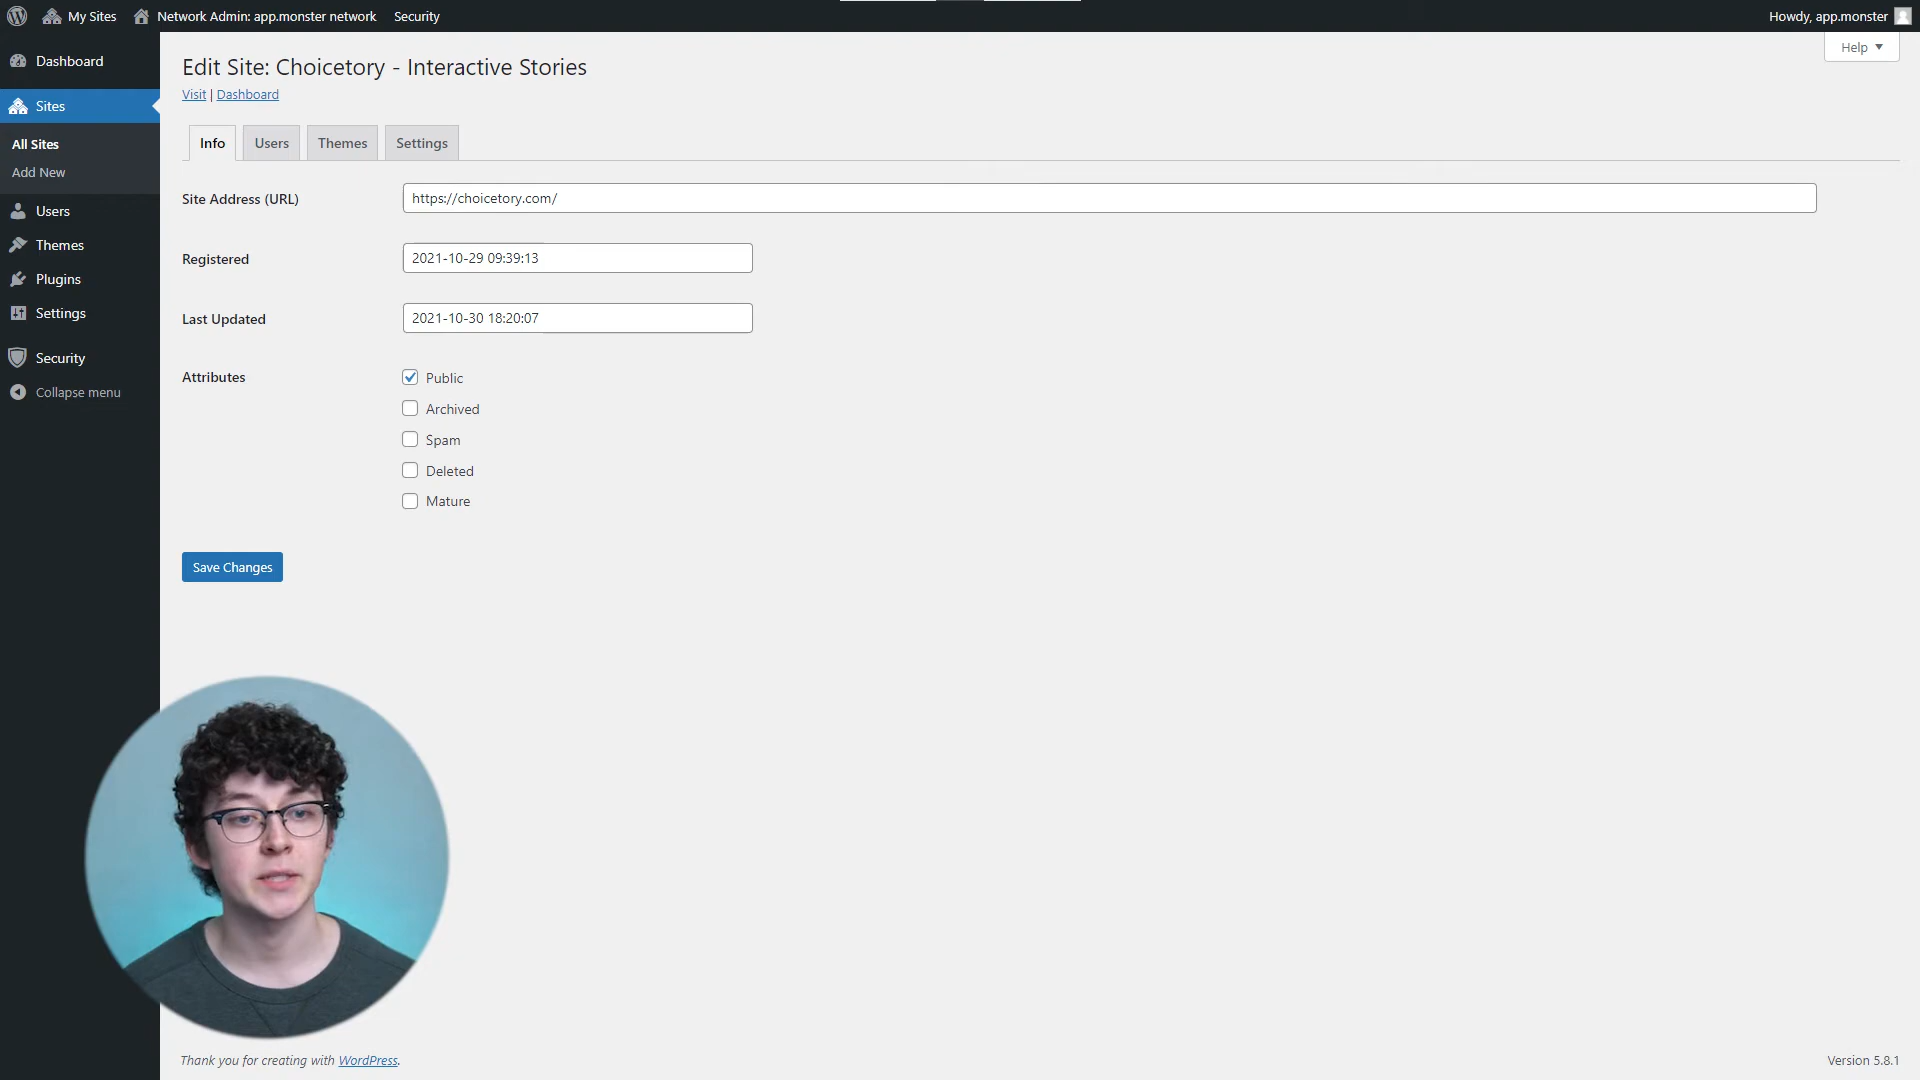 My Sites
Network Admin: app.monster network
Security
Howdy, app.monster
Help
Dashboard
Sites
All Sites
Add New
Users
Themes
Plugins
Settings
Security
Collapse menu
Edit Site: Choicetory - Interactive Stories
Visit | Dashboard
Info
Users
Themes
Settings
Site Address (URL)
https://choicetory.com/
Registered
2021-10-29 09:39:13
Last Updated
2021-10-30 18:20:07
Attributes
Public
Archived
Spam
Deleted
Mature
Save Changes
Thank you for creating with WordPress.
Version 5.8.1